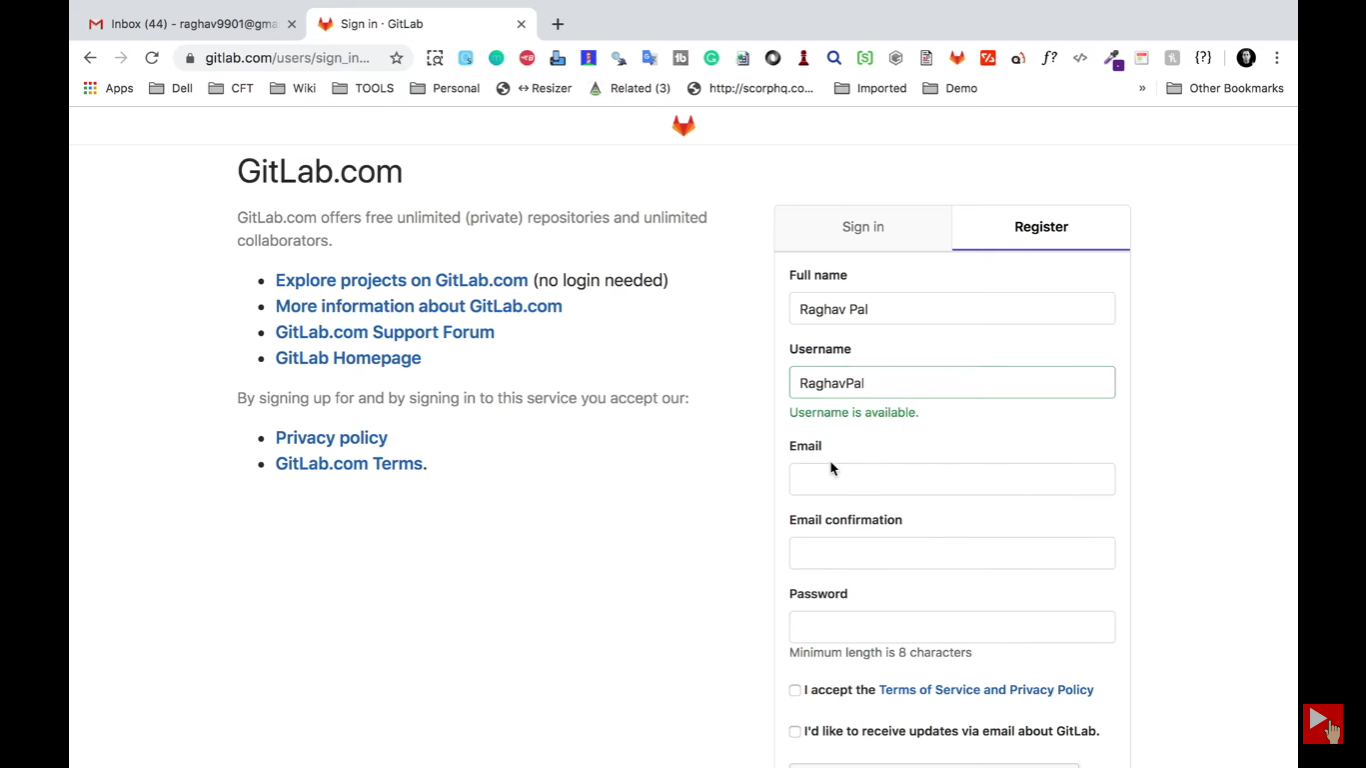 Inbox (44) - raghav9901@gma
Sign in · GitLab
gitlab.com/users/sign_in...
Apps
Dell
CFT
Wiki
TOOLS
Personal
Resizer
Related (3)
http://scorphq.co...
Imported
Demo
»
Other Bookmarks
GitLab.com
GitLab.com offers free unlimited (private) repositories and unlimited
collaborators.
• Explore projects on GitLab.com (no login needed)
• More information about GitLab.com
• GitLab.com Support Forum
• GitLab Homepage
By signing up for and by signing in to this service you accept our:
• Privacy policy
• GitLab.com Terms.
Sign in
Register
Full name
Raghav Pal
Username
RaghavPal
Username is available.
Email
Email confirmation
Password
Minimum length is 8 characters
I accept the Terms of Service and Privacy Policy
I'd like to receive updates via email about GitLab.